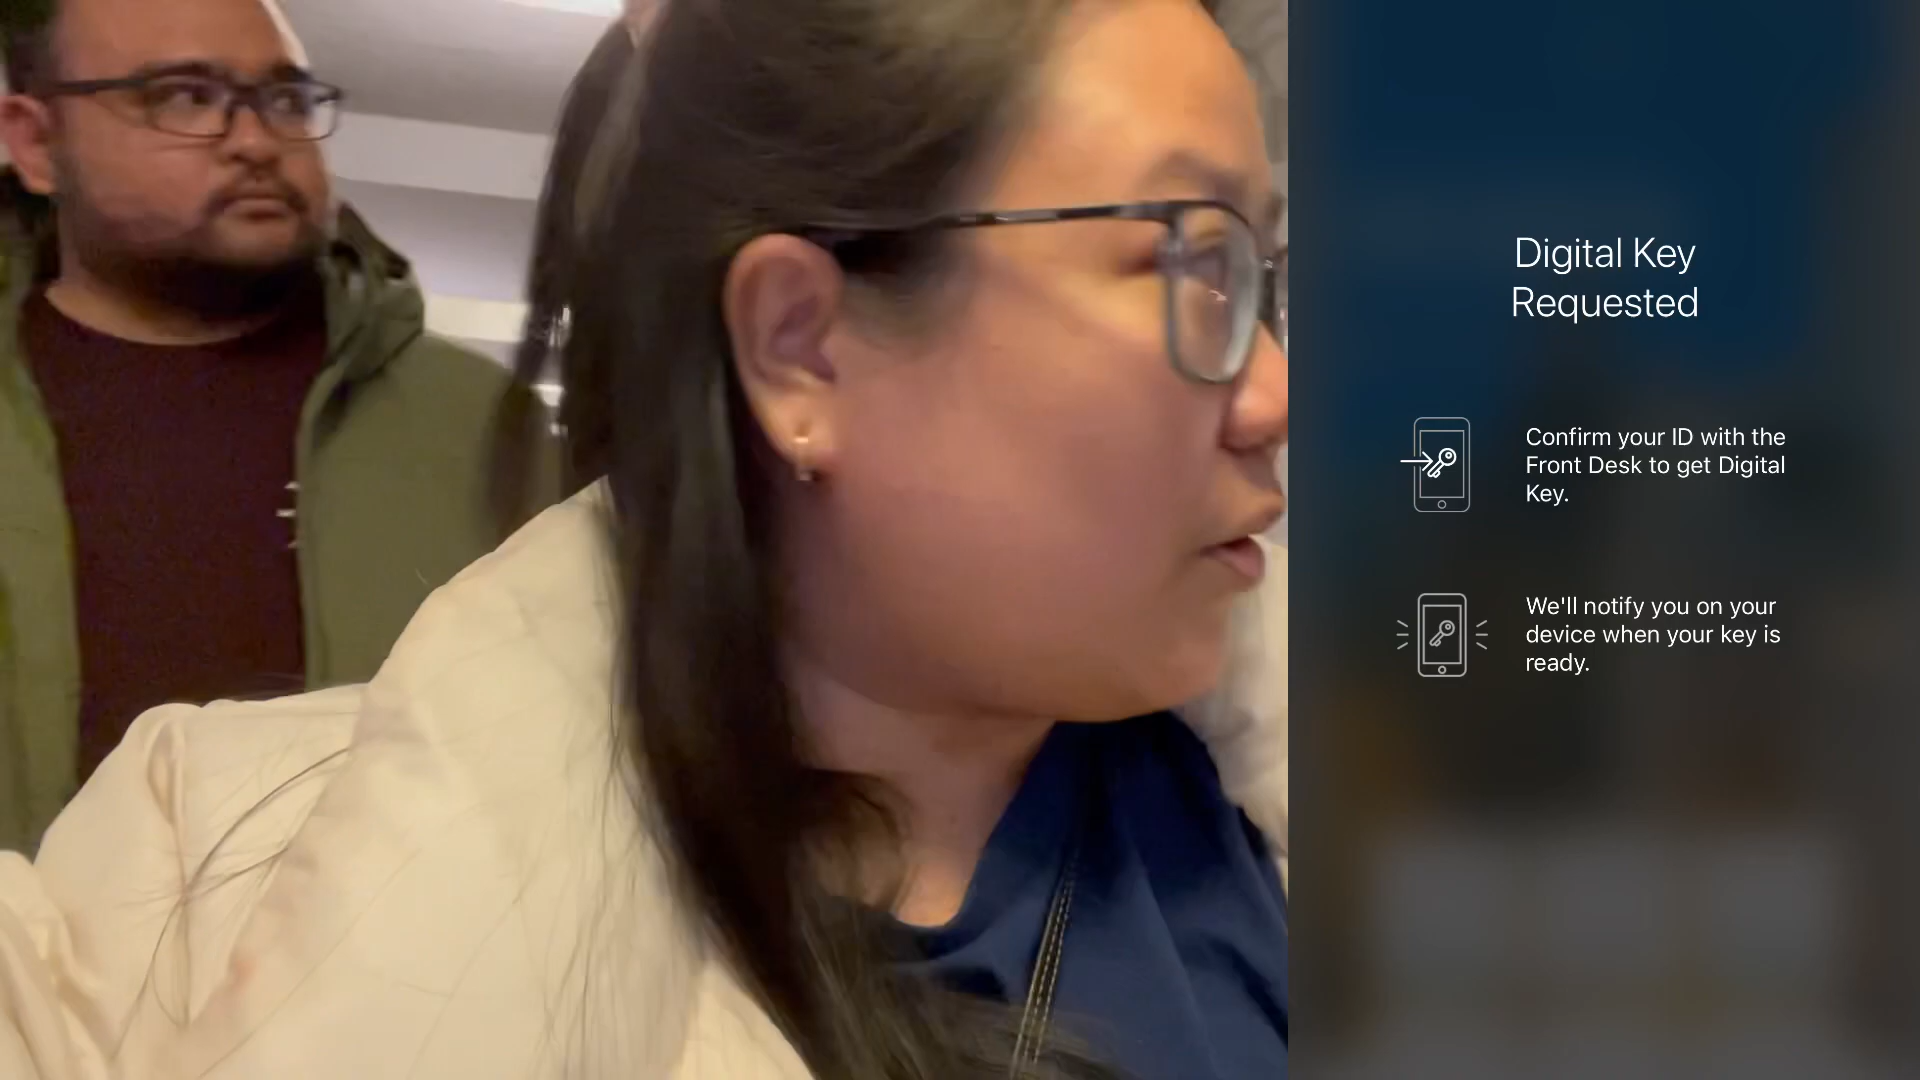 Digital Key
Requested
Confirm your ID with the
Front Desk to get Digital
Key.
We'll notify you on your
device when your key is
ready.